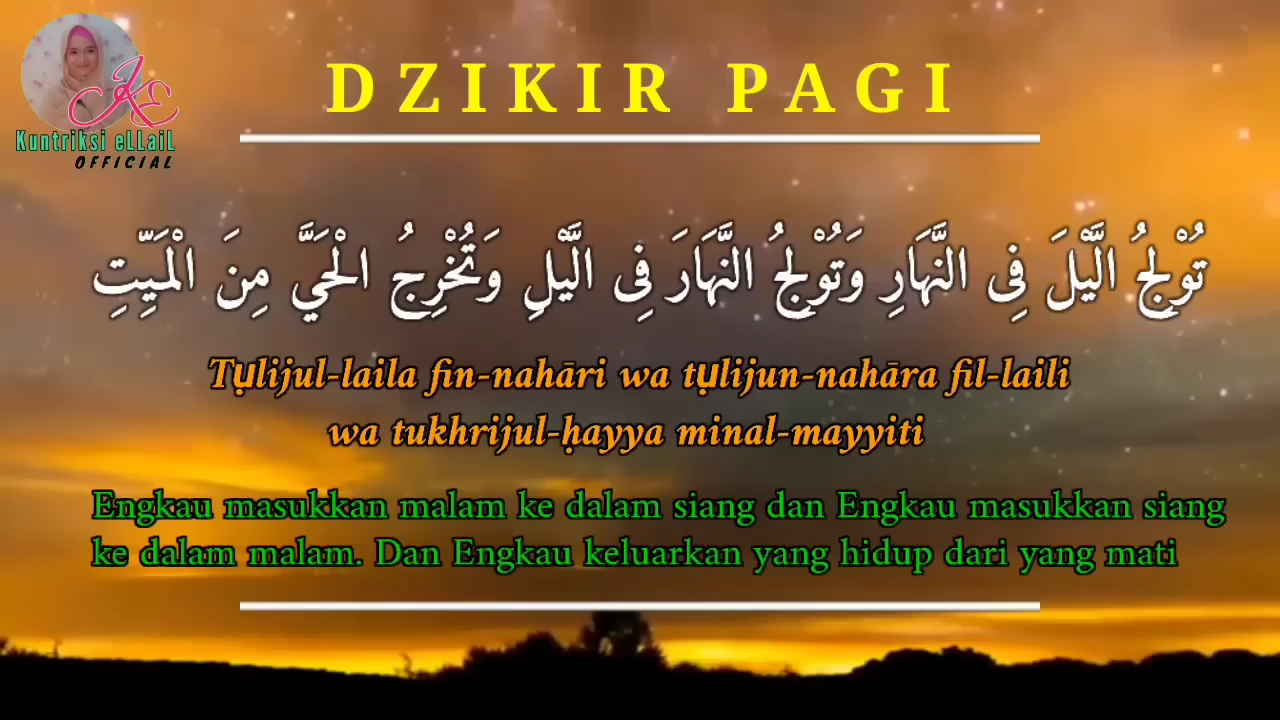 Kuntriksi eLLaiL
OFFICIAL
DZIKIR PAGI
تُوْلِجُ الَّيْلَ فِى النَّهَارِ وَتُوْلِجُ النَّهَارَ فِى الَّيْلِ وَتُخْرِجُ الْحَيَّ مِنَ الْمَيِّتِ
Tụlijul-laila fin-nahāri wa tụlijun-nahāra fil-laili
wa tukhrijul-ḥayya minal-mayyiti
Engkau masukkan malam ke dalam siang dan Engkau masukkan siang
ke dalam malam. Dan Engkau keluarkan yang hidup dari yang mati